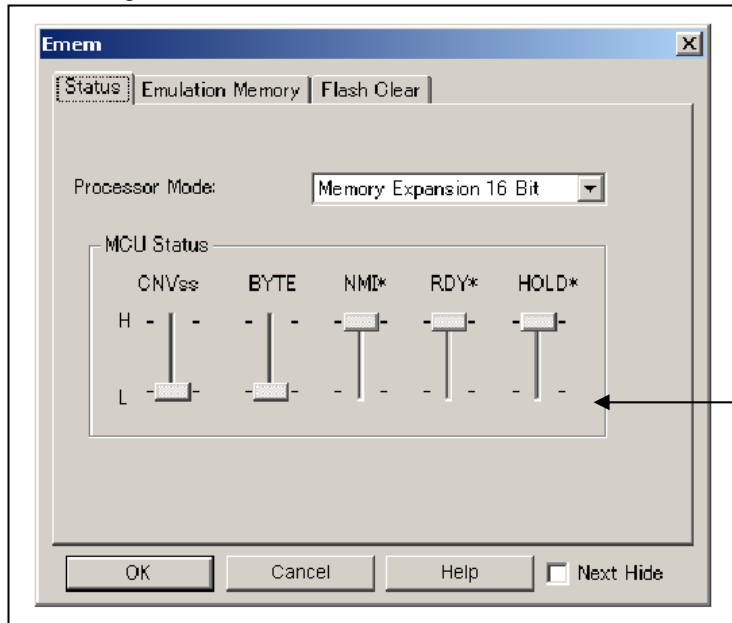 Emem
Status Emulation Memory Flash Clear
Processor Mode: Memory Expansion 16 Bit
MCU Status
CNVss BYTE NMI* RDY* HOLD*
H
L
OK Cancel Help Next Hide